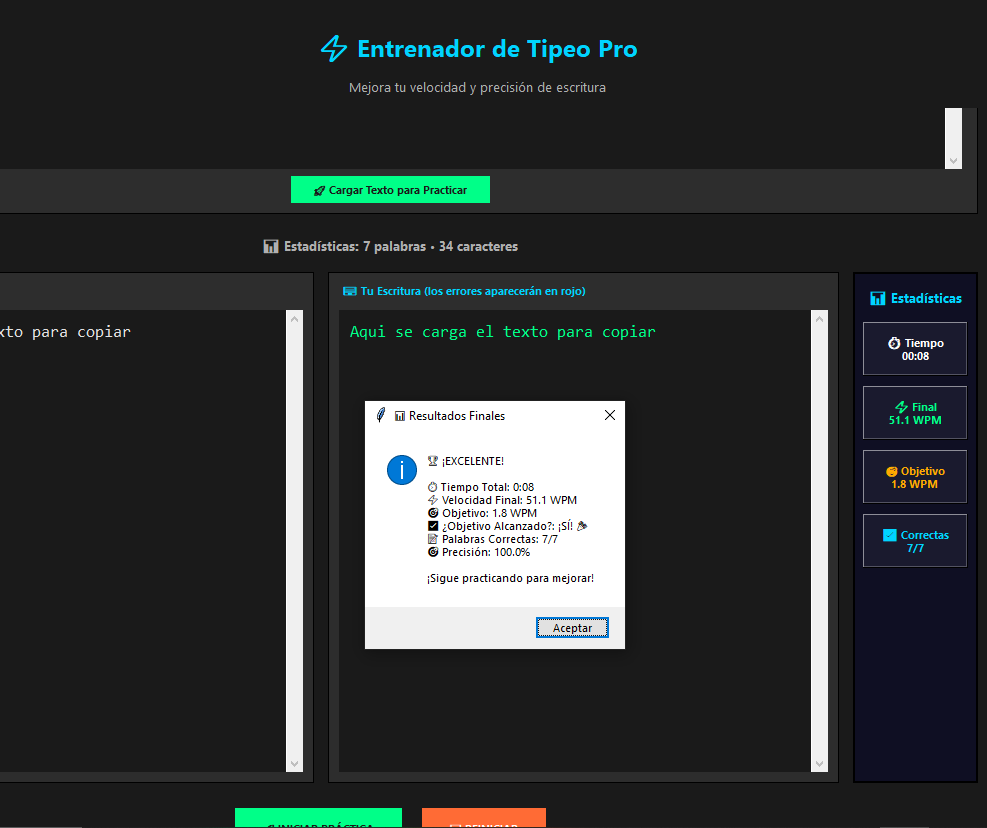 Entrenador de Tipeo Pro
Mejora tu velocidad y precisión de escritura
Cargar Texto para Practicar
Estadísticas: 7 palabras • 34 caracteres
Tu Escritura (los errores aparecerán en rojo)
Estadísticas
para copiar
Aqui se carga el texto para copiar
Tiempo
00:08
Final
51.1 WPM
Objetivo
1.8 WPM
Correctas
7/7
Resultados Finales
¡EXCELENTE!
Tiempo Total: 0:08
Velocidad Final: 51.1 WPM
Objetivo: 1.8 WPM
¿Objetivo Alcanzado?: ¡SÍ!
Palabras Correctas: 7/7
Precisión: 100.0%
¡Sigue practicando para mejorar!
Aceptar
INICIAR PRÁCTICA
REINICIAR